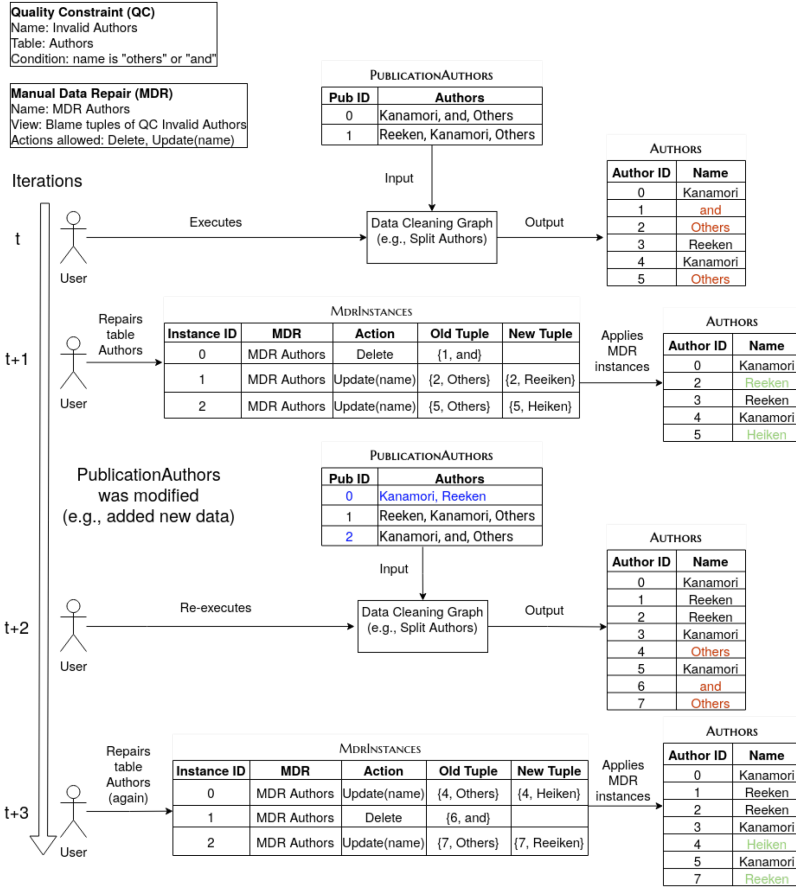 Quality Constraint (QC)
Name: Invalid Authors
Table: Authors
Condition: name is "others" or "and"
Manual Data Repair (MDR)
Name: MDR Authors
View: Blame tuples of QC Invalid Authors
Actions allowed: Delete, Update(name)
PUBLICATIONAUTHORS
Pub ID Authors
0 Kanamori, and, Others
1 Reeken, Kanamori, Others
Iterations
Input
AUTHORS
Author ID Name
0 Kanamori
1 and
2 Others
3 Reeken
4 Kanamori
5 Others
t
User
Executes
Data Cleaning Graph
(e.g., Split Authors)
Output
t+1
User
Repairs
table
Authors
MDRINSTANCES
Instance ID MDR Action Old Tuple New Tuple
0 MDR Authors Delete {1, and}
1 MDR Authors Update(name) {2, Others} {2, Reeiken}
2 MDR Authors Update(name) {5, Others} {5, Heiken}
Applies
MDR
instances
AUTHORS
Author ID Name
0 Kanamori
2 Reeken
3 Reeken
4 Kanamori
5 Heiken
PublicationAuthors
was modified
(e.g., added new data)
PUBLICATIONAUTHORS
Pub ID Authors
0 Kanamori, Reeken
1 Reeken, Kanamori, Others
2 Kanamori, and, Others
Input
t+2
User
Re-executes
Data Cleaning Graph
(e.g., Split Authors)
Output
AUTHORS
Author ID Name
0 Kanamori
1 Reeken
2 Reeken
3 Kanamori
4 Others
5 Kanamori
6 and
7 Others
t+3
User
Repairs
table
Authors
(again)
MDRINSTANCES
Instance ID MDR Action Old Tuple New Tuple
0 MDR Authors Update(name) {4, Others} {4, Heiken}
1 MDR Authors Delete {6, and}
2 MDR Authors Update(name) {7, Others} {7, Reeiken}
Applies
MDR
instances
AUTHORS
Author ID Name
0 Kanamori
1 Reeken
2 Reeken
3 Kanamori
4 Heiken
5 Kanamori
7 Reeken